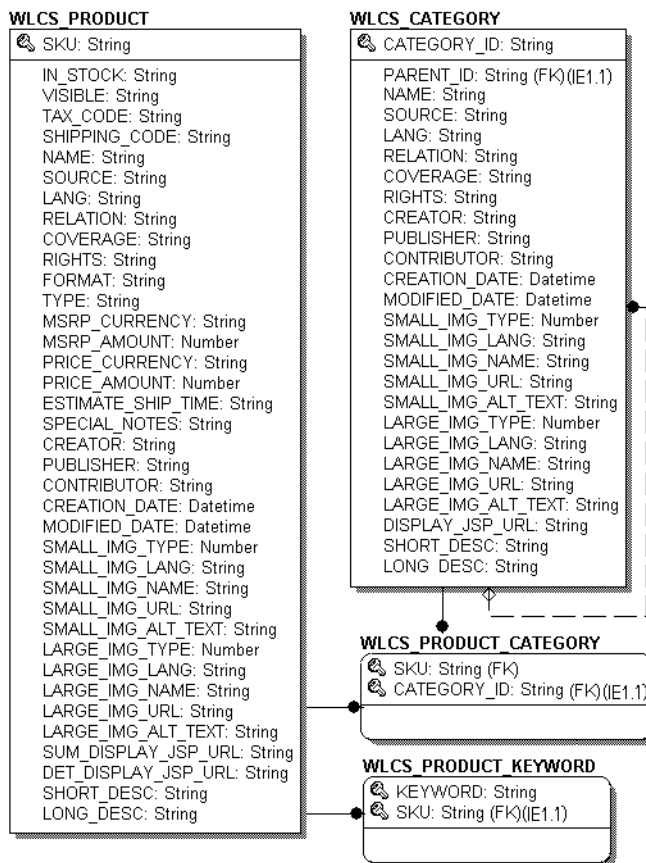 WLCS_PRODUCT
SKU: String
IN_STOCK: String
VISIBLE: String
TAX_CODE: String
SHIPPING_CODE: String
NAME: String
SOURCE: String
LANG: String
RELATION: String
COVERAGE: String
RIGHTS: String
FORMAT: String
TYPE: String
MSRP_CURRENCY: String
MSRP_AMOUNT: Number
PRICE_CURRENCY: String
PRICE_AMOUNT: Number
ESTIMATE_SHIP_TIME: String
SPECIAL_NOTES: String
CREATOR: String
PUBLISHER: String
CONTRIBUTOR: String
CREATION_DATE: Datetime
MODIFIED_DATE: Datetime
SMALL_IMG_TYPE: Number
SMALL_IMG_LANG: String
SMALL_IMG_NAME: String
SMALL_IMG_URL: String
SMALL_IMG_ALT_TEXT: String
LARGE_IMG_TYPE: Number
LARGE_IMG_LANG: String
LARGE_IMG_NAME: String
LARGE_IMG_URL: String
LARGE_IMG_ALT_TEXT: String
SUM_DISPLAY_JSP_URL: String
DET_DISPLAY_JSP_URL: String
SHORT_DESC: String
LONG_DESC: String
WLCS_CATEGORY
CATEGORY_ID: String
PARENT_ID: String (FK)(IE1.1)
NAME: String
SOURCE: String
LANG: String
RELATION: String
COVERAGE: String
RIGHTS: String
CREATOR: String
PUBLISHER: String
CONTRIBUTOR: String
CREATION_DATE: Datetime
MODIFIED_DATE: Datetime
SMALL_IMG_TYPE: Number
SMALL_IMG_LANG: String
SMALL_IMG_NAME: String
SMALL_IMG_URL: String
SMALL_IMG_ALT_TEXT: String
LARGE_IMG_TYPE: Number
LARGE_IMG_LANG: String
LARGE_IMG_NAME: String
LARGE_IMG_URL: String
LARGE_IMG_ALT_TEXT: String
DISPLAY_JSP_URL: String
SHORT_DESC: String
LONG_DESC: String
WLCS_PRODUCT_CATEGORY
SKU: String (FK)
CATEGORY_ID: String (FK)(IE1.1)
WLCS_PRODUCT_KEYWORD
KEYWORD: String
SKU: String (FK)(IE1.1)